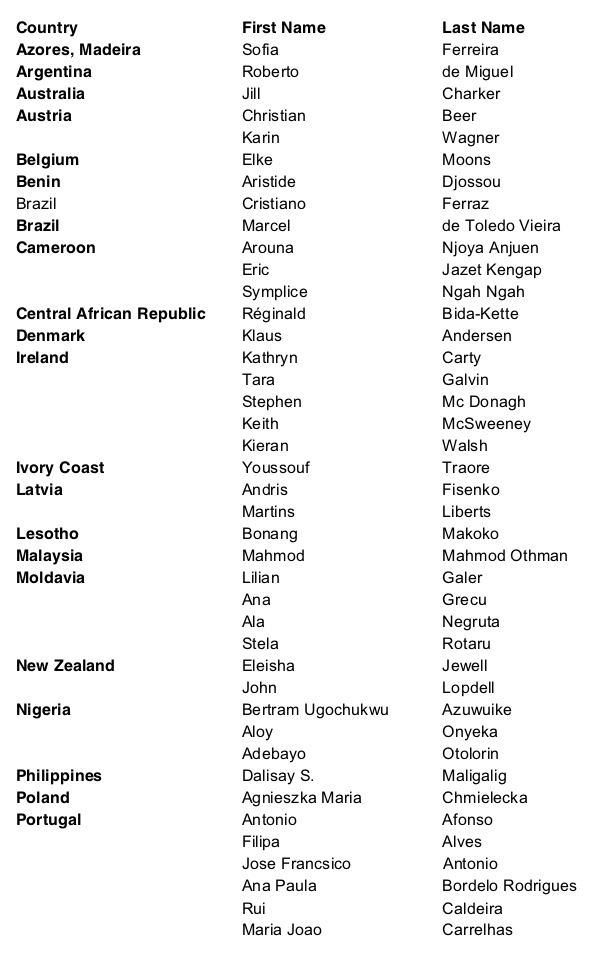 Country First Name Last Name
Azores, Madeira Sofia Ferreira
Argentina Roberto de Miguel
Australia Jill Charker
Austria Christian Beer
Karin Wagner
Belgium Elke Moons
Benin Aristide Djossou
Brazil Cristiano Ferraz
Brazil Marcel de Toledo Vieira
Cameroon Arouna Njoya Anjuen
Eric Jazet Kengap
Symplice Ngah Ngah
Central African Republic Réginald Bida-Kette
Denmark Klaus Andersen
Ireland Kathryn Carty
Tara Galvin
Stephen Mc Donagh
Keith McSweeney
Kieran Walsh
Ivory Coast Youssouf Traore
Latvia Andris Fisenko
Martins Liberts
Lesotho Bonang Makoko
Malaysia Mahmod Mahmod Othman
Moldavia Lilian Galer
Ana Grecu
Ala Negruta
Stela Rotaru
New Zealand Eleisha Jewell
John Lopdell
Nigeria Bertram Ugochukwu Azuwuike
Aloy Onyeka
Adebayo Otolorin
Philippines Dalisay S. Maligalig
Poland Agnieszka Maria Chmielecka
Portugal Antonio Afonso
Filipa Alves
Jose Francsico Antonio
Ana Paula Bordelo Rodrigues
Rui Caldeira
Maria Joao Carrelhas